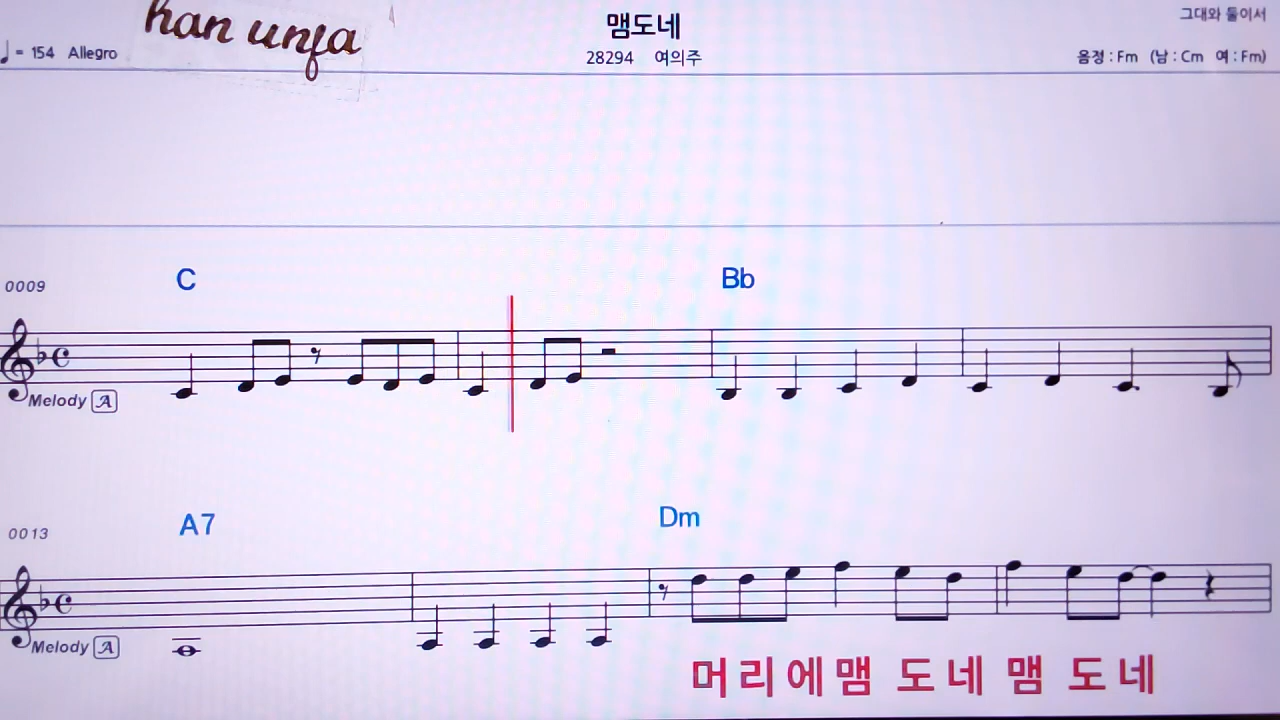 han unja
맴도네
그대와 둘이서
♩= 154 Allegro
28294 여의주
음정 : Fm (남 : Cm 여 : Fm)
C Bb
0009
Melody A
A7 Dm
0013
Melody A
머리에맴 도네 맴 도네